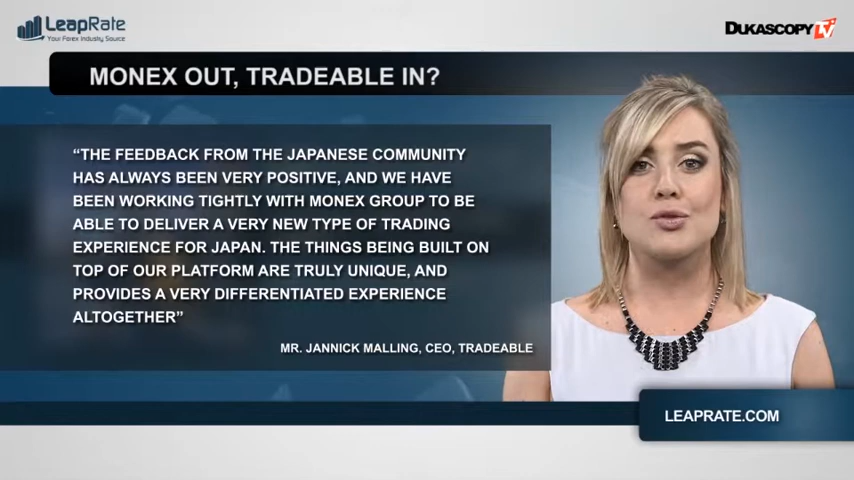 LeapRate
Your Forex Industry Source
DUKASCOPY TV
MONEX OUT, TRADEABLE IN?
“THE FEEDBACK FROM THE JAPANESE COMMUNITY
HAS ALWAYS BEEN VERY POSITIVE, AND WE HAVE
BEEN WORKING TIGHTLY WITH MONEX GROUP TO BE
ABLE TO DELIVER A VERY NEW TYPE OF TRADING
EXPERIENCE FOR JAPAN. THE THINGS BEING BUILT ON
TOP OF OUR PLATFORM ARE TRULY UNIQUE, AND
PROVIDES A VERY DIFFERENTIATED EXPERIENCE
ALTOGETHER”
MR. JANNICK MALLING, CEO, TRADEABLE
LEAPRATE.COM